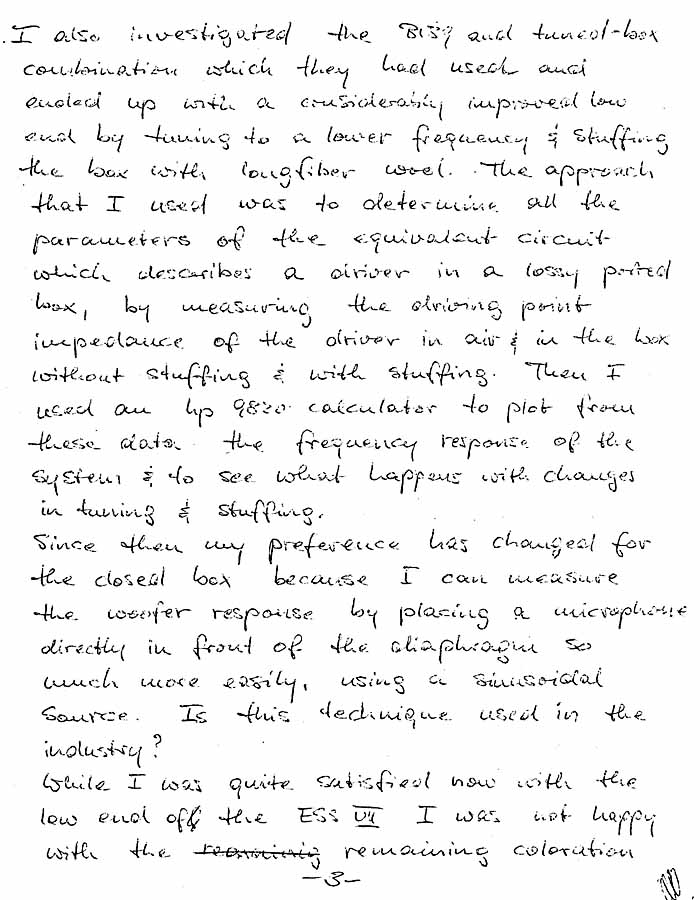 . I also investigated the B139 and tuned-box
combination which they had used and
ended up with a considerably improved low
end by tuning to a lower frequency & stuffing
the box with longfiber wool. The approach
that I used was to determine all the
parameters of the equivalent circuit
which describes a driver in a lossy ported
box, by measuring the driving point
impedance of the driver in air & in the box
without stuffing & with stuffing. Then I
used an hp 9820 calculator to plot from
these data the frequency response of the
system & to see what happens with changes
in tuning & stuffing.
Since then my preference has changed for
the closed box because I can measure
the woofer response by placing a microphone
directly in front of the diaphragm so
much more easily, using a sinusoidal
source. Is this technique used in the
industry?
While I was quite satisfied now with the
low end off the ESS VII I was not happy
with the remaining coloration
-3-